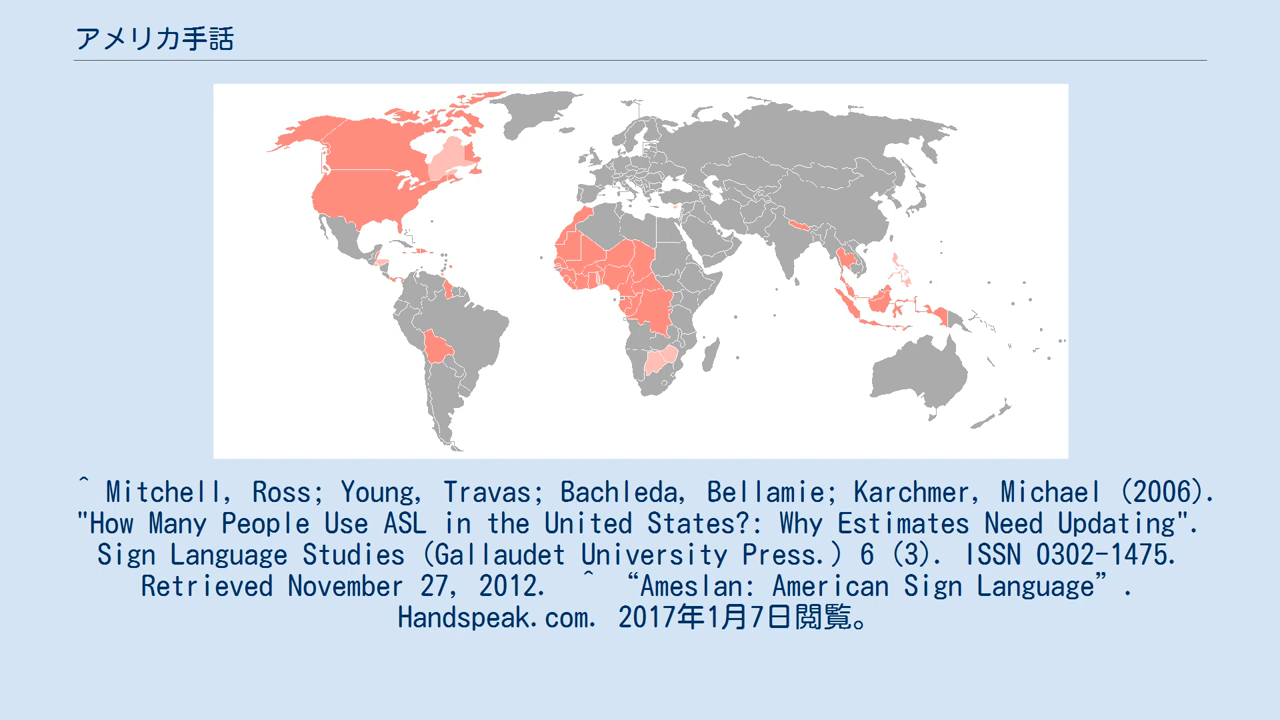 アメリカ手話
^ Mitchell, Ross; Young, Travas; Bachleda, Bellamie; Karchmer, Michael (2006).
"How Many People Use ASL in the United States?: Why Estimates Need Updating".
Sign Language Studies (Gallaudet University Press.) 6 (3). ISSN 0302-1475.
Retrieved November 27, 2012. ^ “Ameslan: American Sign Language”.
Handspeak.com. 2017年1月7日閲覧。